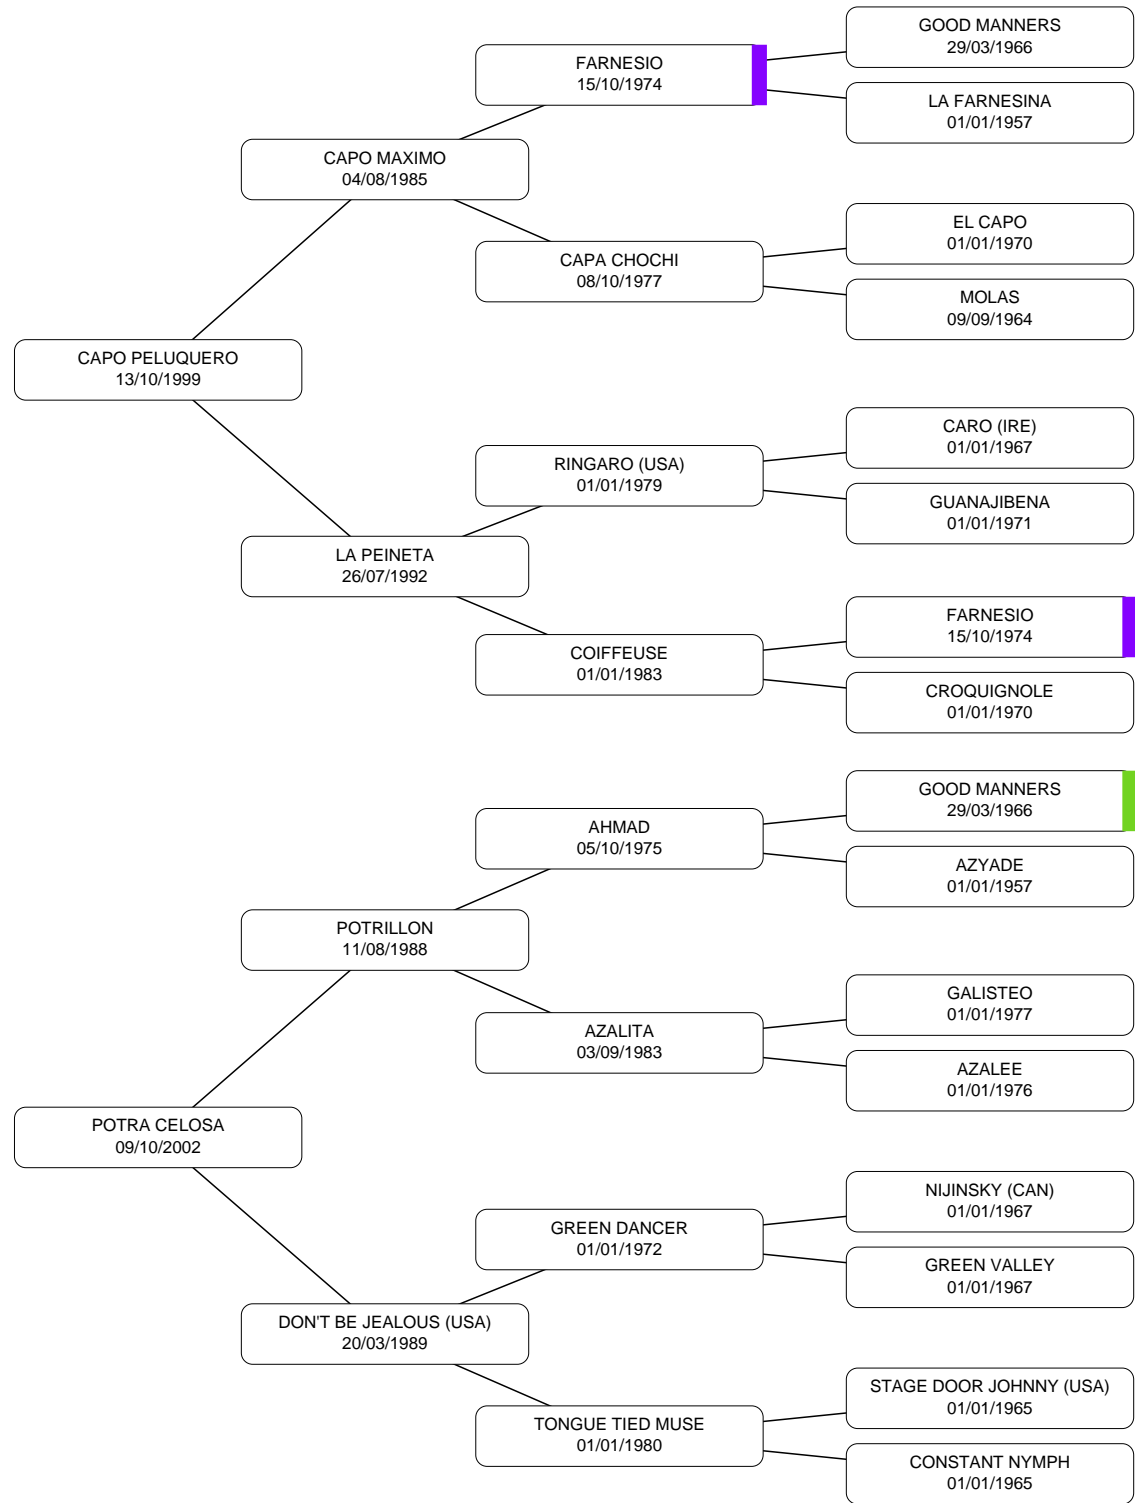 GOOD MANNERS
29/03/1966
FARNESIO
15/10/1974
LA FARNESINA
01/01/1957
CAPO MAXIMO
04/08/1985
EL CAPO
01/01/1970
CAPA CHOCHI
08/10/1977
MOLAS
09/09/1964
CAPO PELUQUERO
13/10/1999
CARO (IRE)
01/01/1967
RINGARO (USA)
01/01/1979
GUANAJIBENA
01/01/1971
LA PEINETA
26/07/1992
FARNESIO
15/10/1974
COIFFEUSE
01/01/1983
CROQUIGNOLE
01/01/1970
GOOD MANNERS
29/03/1966
AHMAD
05/10/1975
AZYADE
01/01/1957
POTRILLON
11/08/1988
GALISTEO
01/01/1977
AZALITA
03/09/1983
AZALEE
01/01/1976
POTRA CELOSA
09/10/2002
NIJINSKY (CAN)
01/01/1967
GREEN DANCER
01/01/1972
GREEN VALLEY
01/01/1967
DON'T BE JEALOUS (USA)
20/03/1989
STAGE DOOR JOHNNY (USA)
01/01/1965
TONGUE TIED MUSE
01/01/1980
CONSTANT NYMPH
01/01/1965